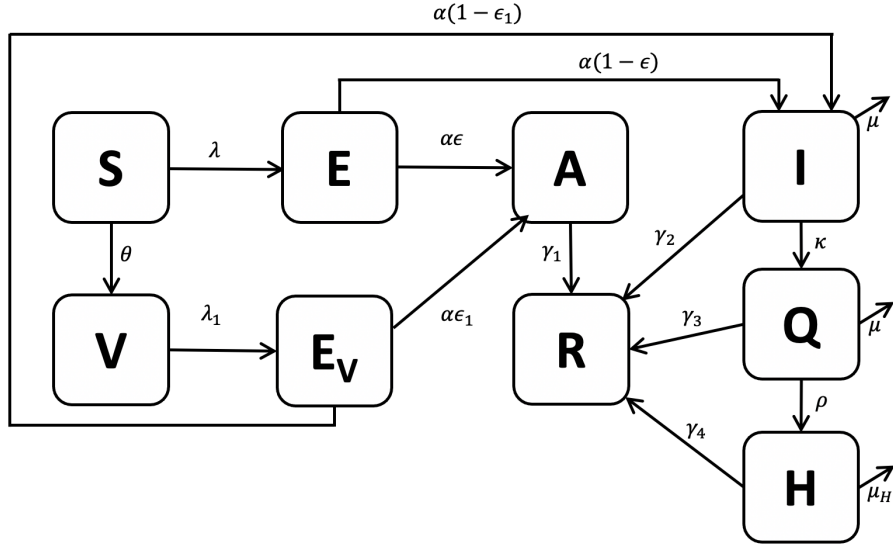 α(1 − ϵ₁)
α(1 − ϵ)
μ
S
λ
E
αϵ
A
I
θ
γ₁
γ₂
κ
V
λ₁
E_V
αϵ₁
R
γ₃
Q
μ
ρ
γ₄
H
μ_H